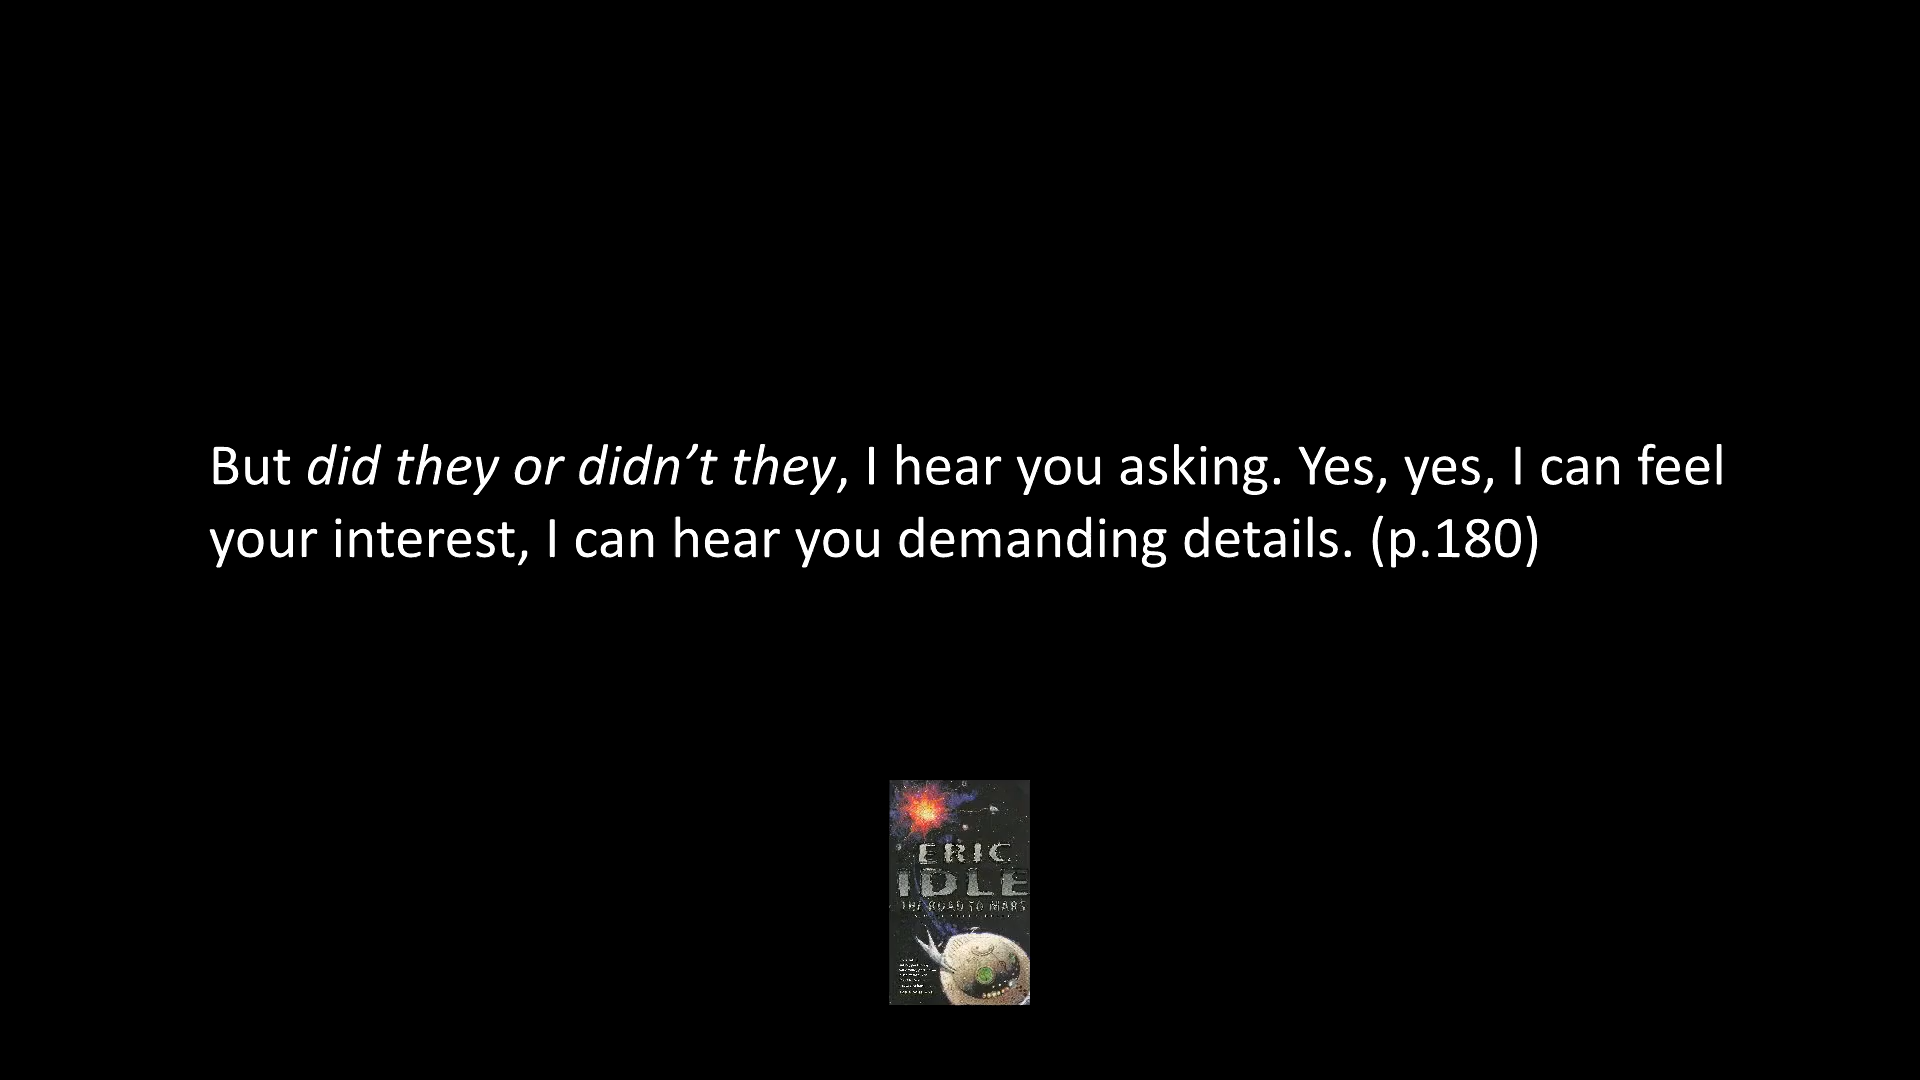 But did they or didn’t they, I hear you asking. Yes, yes, I can feel
your interest, I can hear you demanding details. (p.180)
ERIC
IDLE
THE ROAD TO MARS